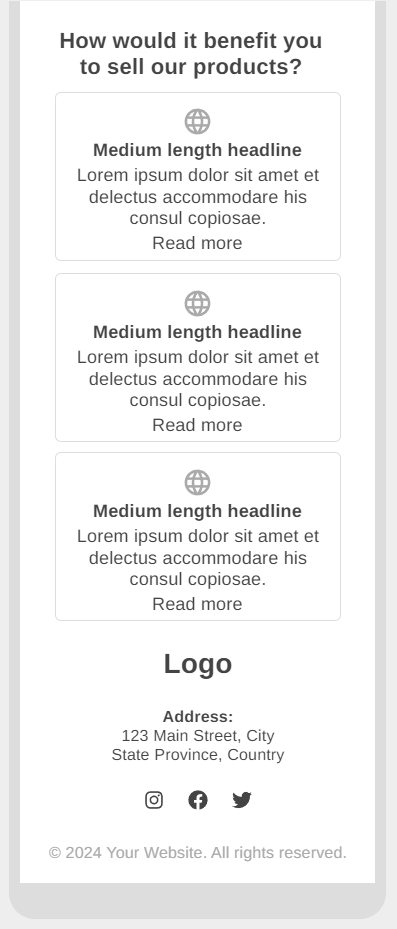 How would it benefit you
to sell our products?
Medium length headline
Lorem ipsum dolor sit amet et
delectus accommodare his
consul copiosae.
Read more
Medium length headline
Lorem ipsum dolor sit amet et
delectus accommodare his
consul copiosae.
Read more
Medium length headline
Lorem ipsum dolor sit amet et
delectus accommodare his
consul copiosae.
Read more
Logo
Address:
123 Main Street, City
State Province, Country
© 2024 Your Website. All rights reserved.